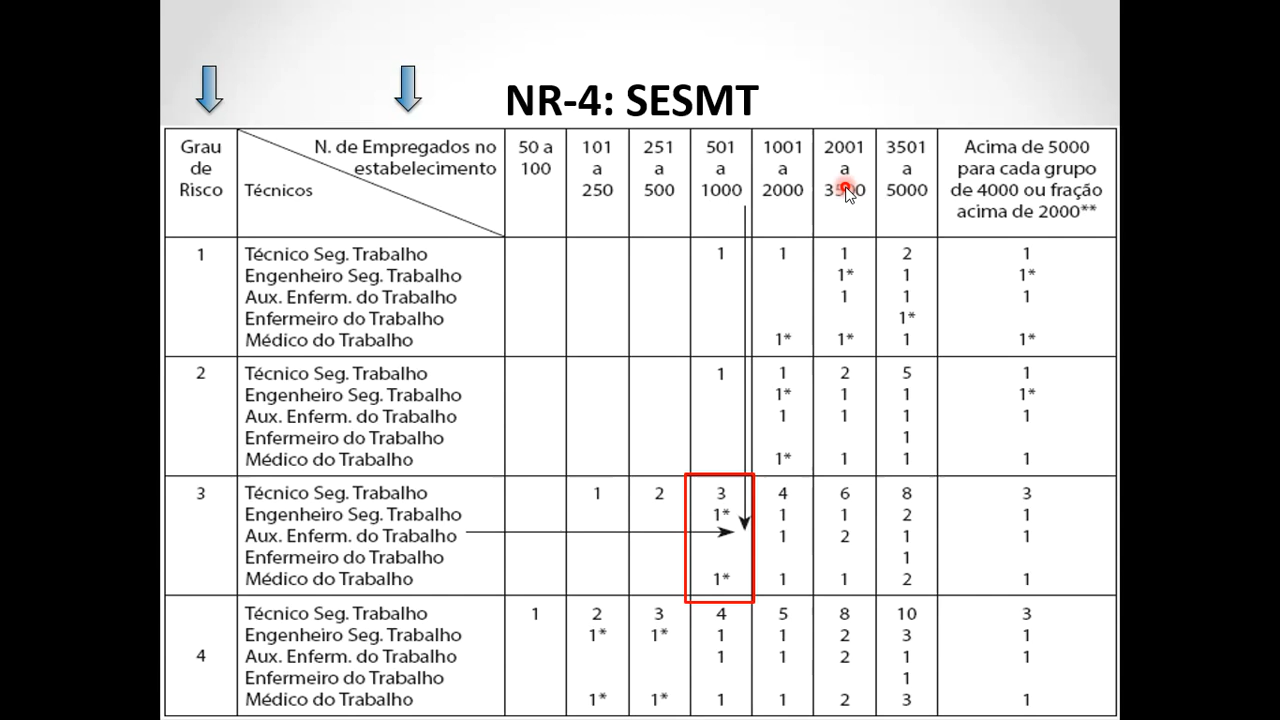 NR-4: SESMT
Grau de Risco
N. de Empregados no estabelecimento
Técnicos
50 a 100
101 a 250
251 a 500
501 a 1000
1001 a 2000
2001 a 3500
3501 a 5000
Acima de 5000 para cada grupo de 4000 ou fração acima de 2000**
1
Técnico Seg. Trabalho 1 1 1 2 1
Engenheiro Seg. Trabalho 1* 1 1*
Aux. Enferm. do Trabalho 1 1 1
Enfermeiro do Trabalho 1*
Médico do Trabalho 1* 1* 1 1*
2
Técnico Seg. Trabalho 1 1 2 5 1
Engenheiro Seg. Trabalho 1* 1 1 1*
Aux. Enferm. do Trabalho 1 1 1 1
Enfermeiro do Trabalho 1
Médico do Trabalho 1* 1 1 1
3
Técnico Seg. Trabalho 1 2 3 4 6 8 3
Engenheiro Seg. Trabalho 1* 1 1 2 1
Aux. Enferm. do Trabalho 1 2 1 1
Enfermeiro do Trabalho 1
Médico do Trabalho 1* 1 1 2 1
4
Técnico Seg. Trabalho 1 2 3 4 5 8 10 3
Engenheiro Seg. Trabalho 1* 1* 1 1 2 3 1
Aux. Enferm. do Trabalho 1 1 2 1 1
Enfermeiro do Trabalho 1
Médico do Trabalho 1* 1* 1 1 2 3 1